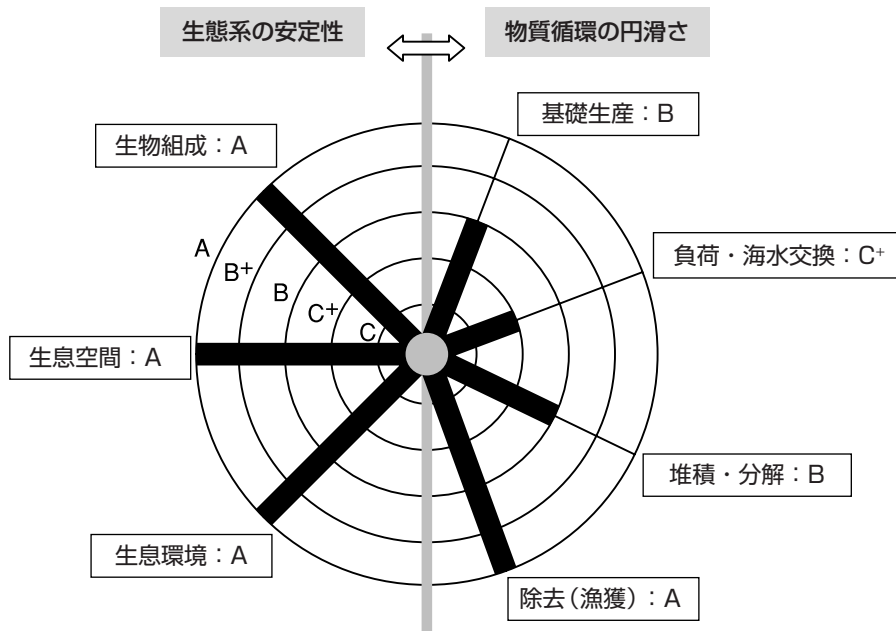 生態系の安定性
物質循環の円滑さ
基礎生産：B
生物組成：A
負荷・海水交換：C⁺
A
B⁺
B
C⁺
C
生息空間：A
堆積・分解：B
生息環境：A
除去（漁獲）：A